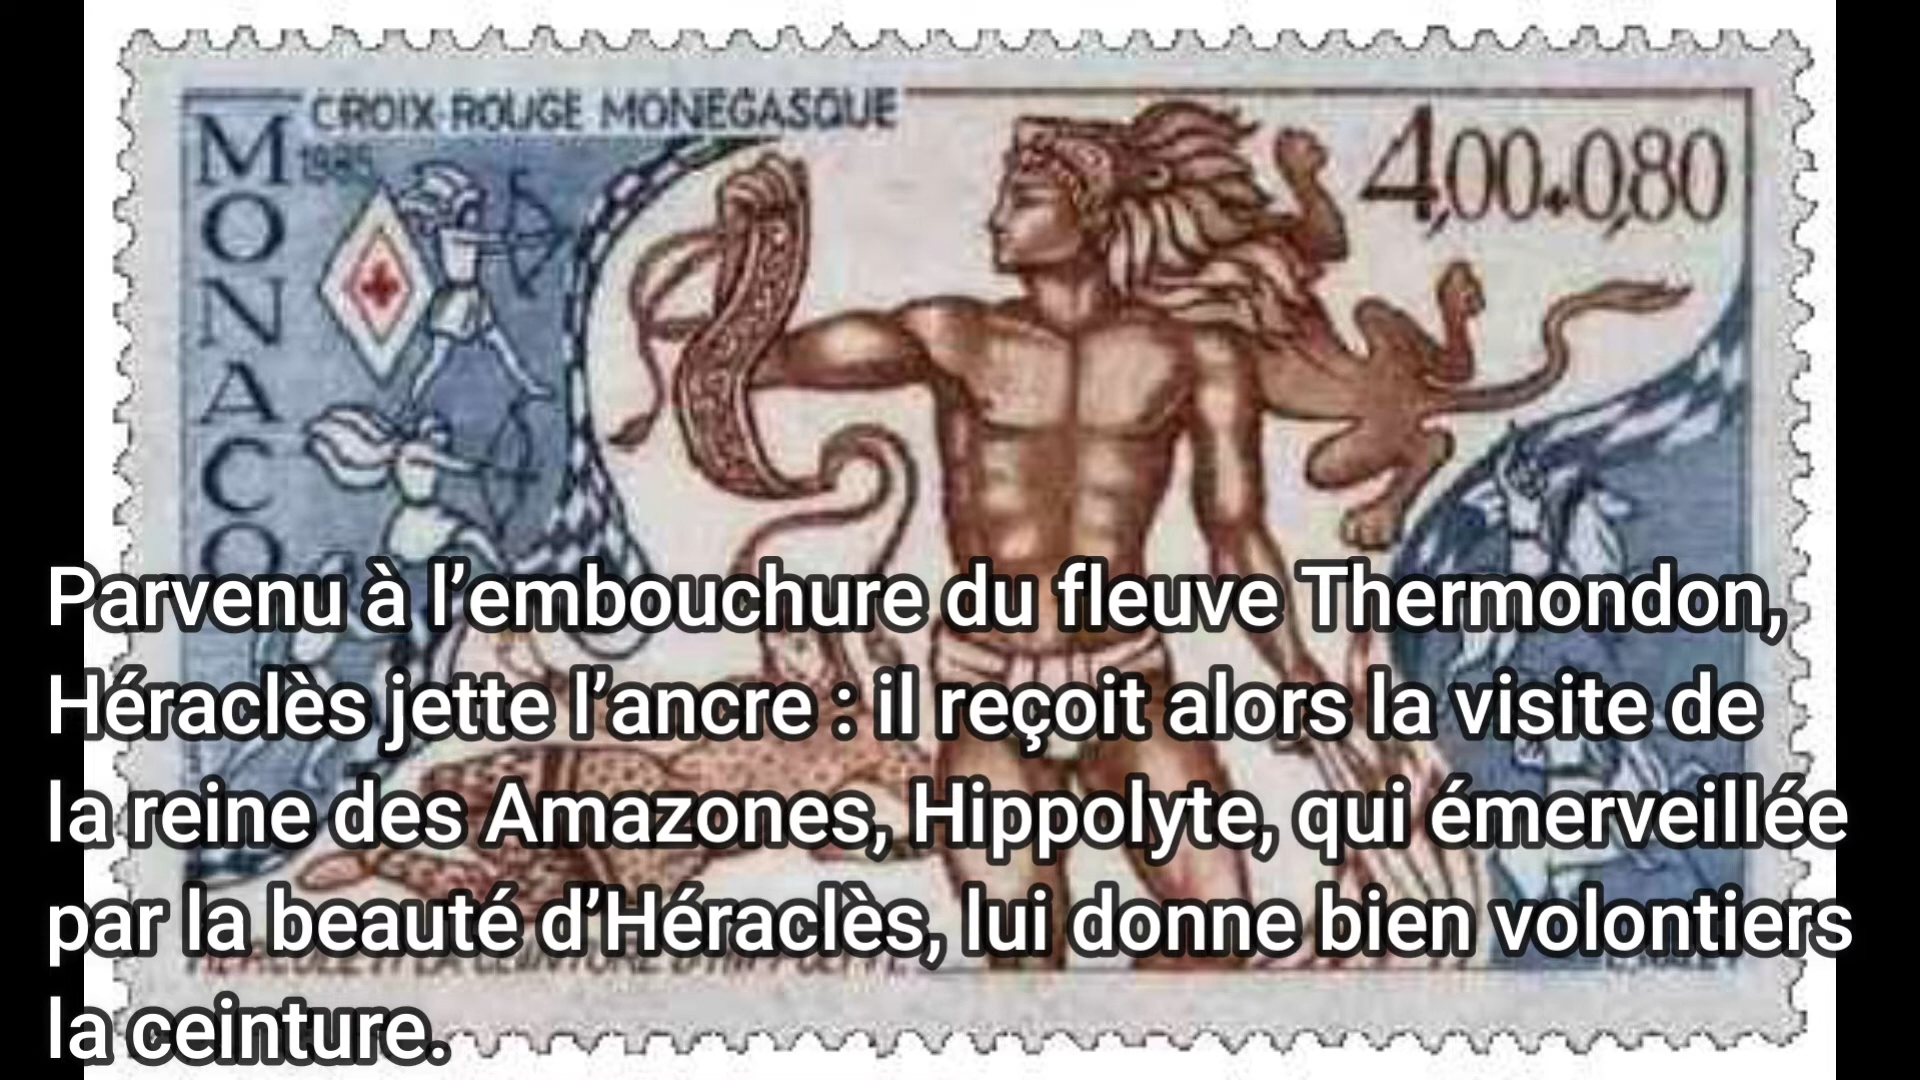 CROIX-ROUGE MONEGASQUE
1985
MONACO
4,00+0,80
Parvenu à l’embouchure du fleuve Thermondon,
Héraclès jette l’ancre : il reçoit alors la visite de
la reine des Amazones, Hippolyte, qui émerveillée
par la beauté d’Héraclès, lui donne bien volontiers
la ceinture.